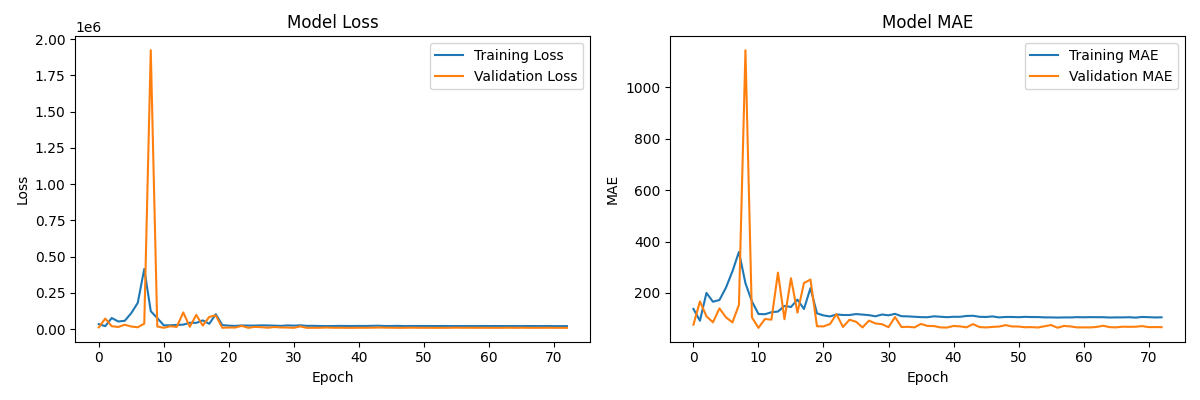 Model Loss
1e6
2.00
1.75
1.50
1.25
1.00
0.75
0.50
0.25
0.00
Loss
Training Loss
Validation Loss
0 10 20 30 40 50 60 70
Epoch
Model MAE
1000
800
600
400
200
MAE
Training MAE
Validation MAE
0 10 20 30 40 50 60 70
Epoch